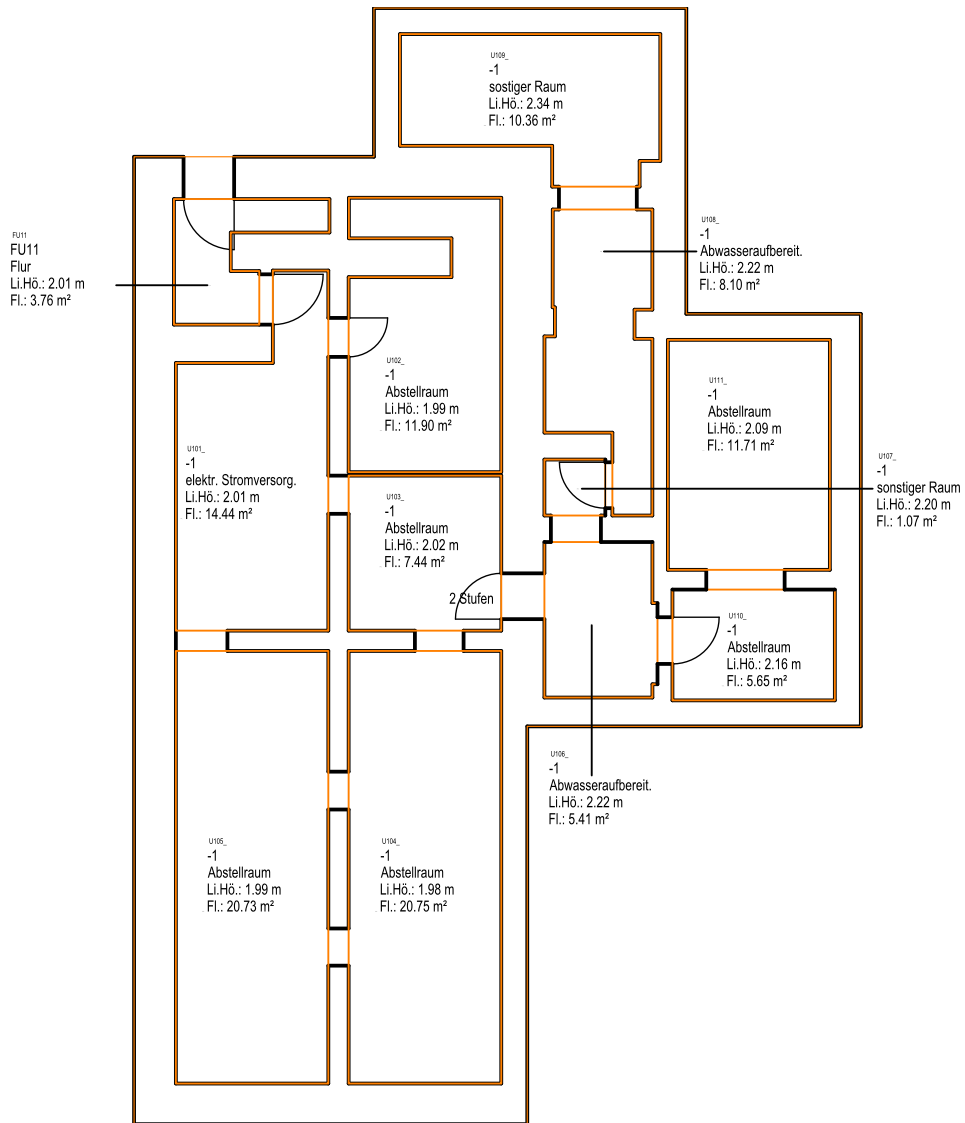 U109_
-1
sostiger Raum
Li.Hö.: 2.34 m
Fl.: 10.36 m²
U108_
-1
Abwasseraufbereit.
Li.Hö.: 2.22 m
Fl.: 8.10 m²
FU11
FU11
Flur
Li.Hö.: 2.01 m
Fl.: 3.76 m²
U102_
-1
Abstellraum
Li.Hö.: 1.99 m
Fl.: 11.90 m²
U111_
-1
Abstellraum
Li.Hö.: 2.09 m
Fl.: 11.71 m²
U101_
-1
elektr. Stromversorg.
Li.Hö.: 2.01 m
Fl.: 14.44 m²
U107_
-1
sonstiger Raum
Li.Hö.: 2.20 m
Fl.: 1.07 m²
U103_
-1
Abstellraum
Li.Hö.: 2.02 m
Fl.: 7.44 m²
2 Stufen
U110_
-1
Abstellraum
Li.Hö.: 2.16 m
Fl.: 5.65 m²
U106_
-1
Abwasseraufbereit.
Li.Hö.: 2.22 m
Fl.: 5.41 m²
U105_
-1
Abstellraum
Li.Hö.: 1.99 m
Fl.: 20.73 m²
U104_
-1
Abstellraum
Li.Hö.: 1.98 m
Fl.: 20.75 m²